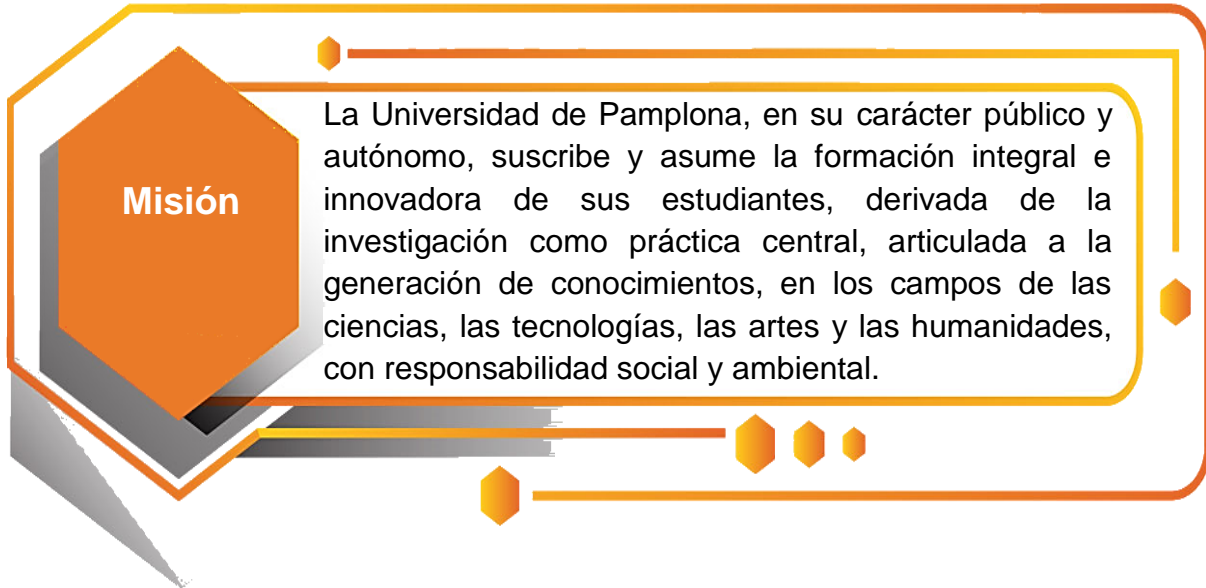 Misión
La Universidad de Pamplona, en su carácter público y
autónomo, suscribe y asume la formación integral e
innovadora de sus estudiantes, derivada de la
investigación como práctica central, articulada a la
generación de conocimientos, en los campos de las
ciencias, las tecnologías, las artes y las humanidades,
con responsabilidad social y ambiental.